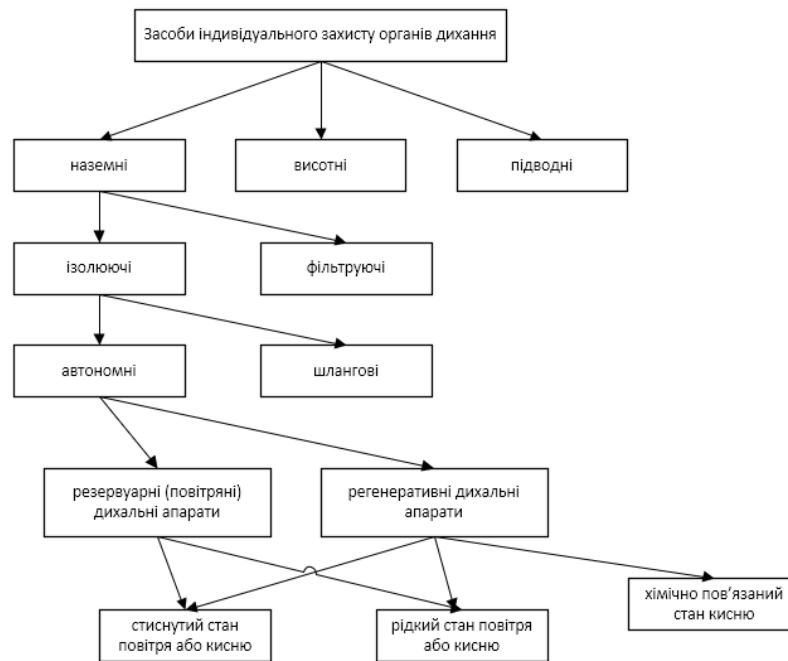 Засоби індивідуального захисту органів дихання
наземні
висотні
підводні
ізолюючі
фільтруючі
автономні
шлангові
резервуарні (повітряні)
дихальні апарати
регенеративні дихальні
апарати
стиснутий стан
повітря або кисню
рідкий стан повітря
або кисню
хімічно пов’язаний
стан кисню